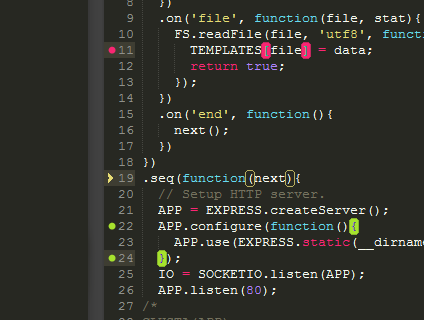 8 })
9 .on('file', function(file, stat){
10 FS.readFile(file, 'utf8',
11 TEMPLATES[file] = data;
12 return true;
13 });
14 })
15 .on('end', function(){
16 next();
17 })
18 })
19 .seq(function(next){
20 // Setup HTTP server.
21 APP = EXPRESS.createServer();
22 APP.configure(function(){
23 APP.use(EXPRESS.static(__dirname
24 });
25 IO = SOCKETIO.listen(APP);
26 APP.listen(80);
27 /*